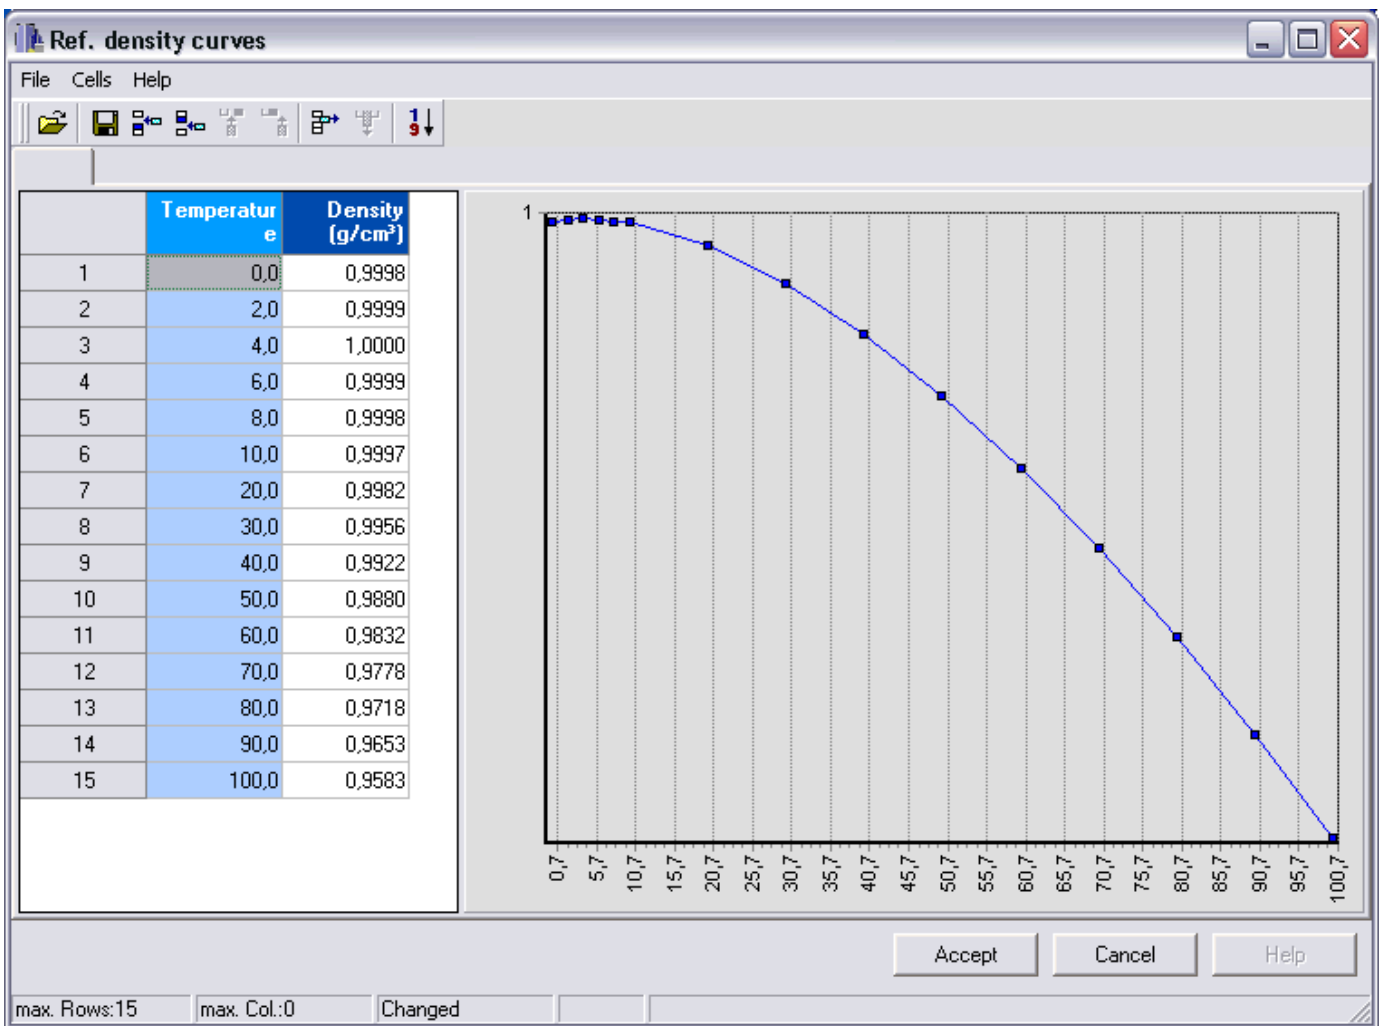 Ref. density curves
File Cells Help
Temperatur
e
Density
(g/cm³)
1 0,0 0,9998
2 2,0 0,9999
3 4,0 1,0000
4 6,0 0,9999
5 8,0 0,9998
6 10,0 0,9997
7 20,0 0,9982
8 30,0 0,9956
9 40,0 0,9922
10 50,0 0,9880
11 60,0 0,9832
12 70,0 0,9778
13 80,0 0,9718
14 90,0 0,9653
15 100,0 0,9583
1
0,7 5,7 10,7 15,7 20,7 25,7 30,7 35,7 40,7 45,7 50,7 55,7 60,7 65,7 70,7 75,7 80,7 85,7 90,7 95,7 100,7
Accept Cancel Help
max. Rows:15 max. Col.:0 Changed